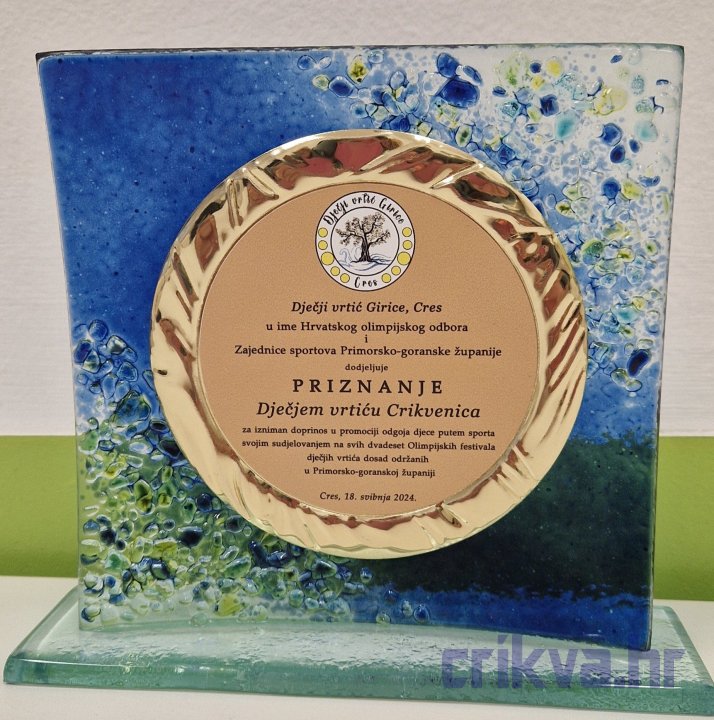 Dječji vrtić Girice
Cres
Dječji vrtić Girice, Cres
u ime Hrvatskog olimpijskog odbora
i
Zajednice sportova Primorsko-goranske županije
dodjeljuje
PRIZNANJE
Dječjem vrtiću Crikvenica
za izniman doprinos u promociji odgoja djece putem sporta
svojim sudjelovanjem na svih dvadeset Olimpijskih festivala
dječjih vrtića dosad održanih
u Primorsko-goranskoj županiji
Cres, 18. svibnja 2024.
crikva.hr